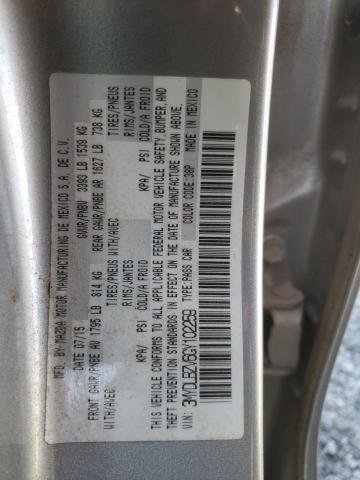 MFD BY MAZDA MOTOR MANUFACTURING DE MEXICO S.A. DE C.V.
DATE 07/15 GVWR/PNBV 3393 LB 1539 KG
FRONT GAWR/PNBE AV 1795 LB 814 KG REAR GAWR/PNBE AR 1627 LB 738 KG
WITH/AVEC TIRES/PNEUS WITH/AVEC TIRES/PNEUS
RIMS/JANTES RIMS/JANTES
KPA/ PSI COLD/A FROID KPA/ PSI COLD/A FROID
THIS VEHICLE CONFORMS TO ALL APPLICABLE FEDERAL MOTOR VEHICLE SAFETY, BUMPER, AND
THEFT PREVENTION STANDARDS IN EFFECT ON THE DATE OF MANUFACTURE SHOWN ABOVE.
VIN: 3MYDLBZV6GY102259 TYPE: PASS CAR COLOR CODE: 38P MADE IN MEXICO